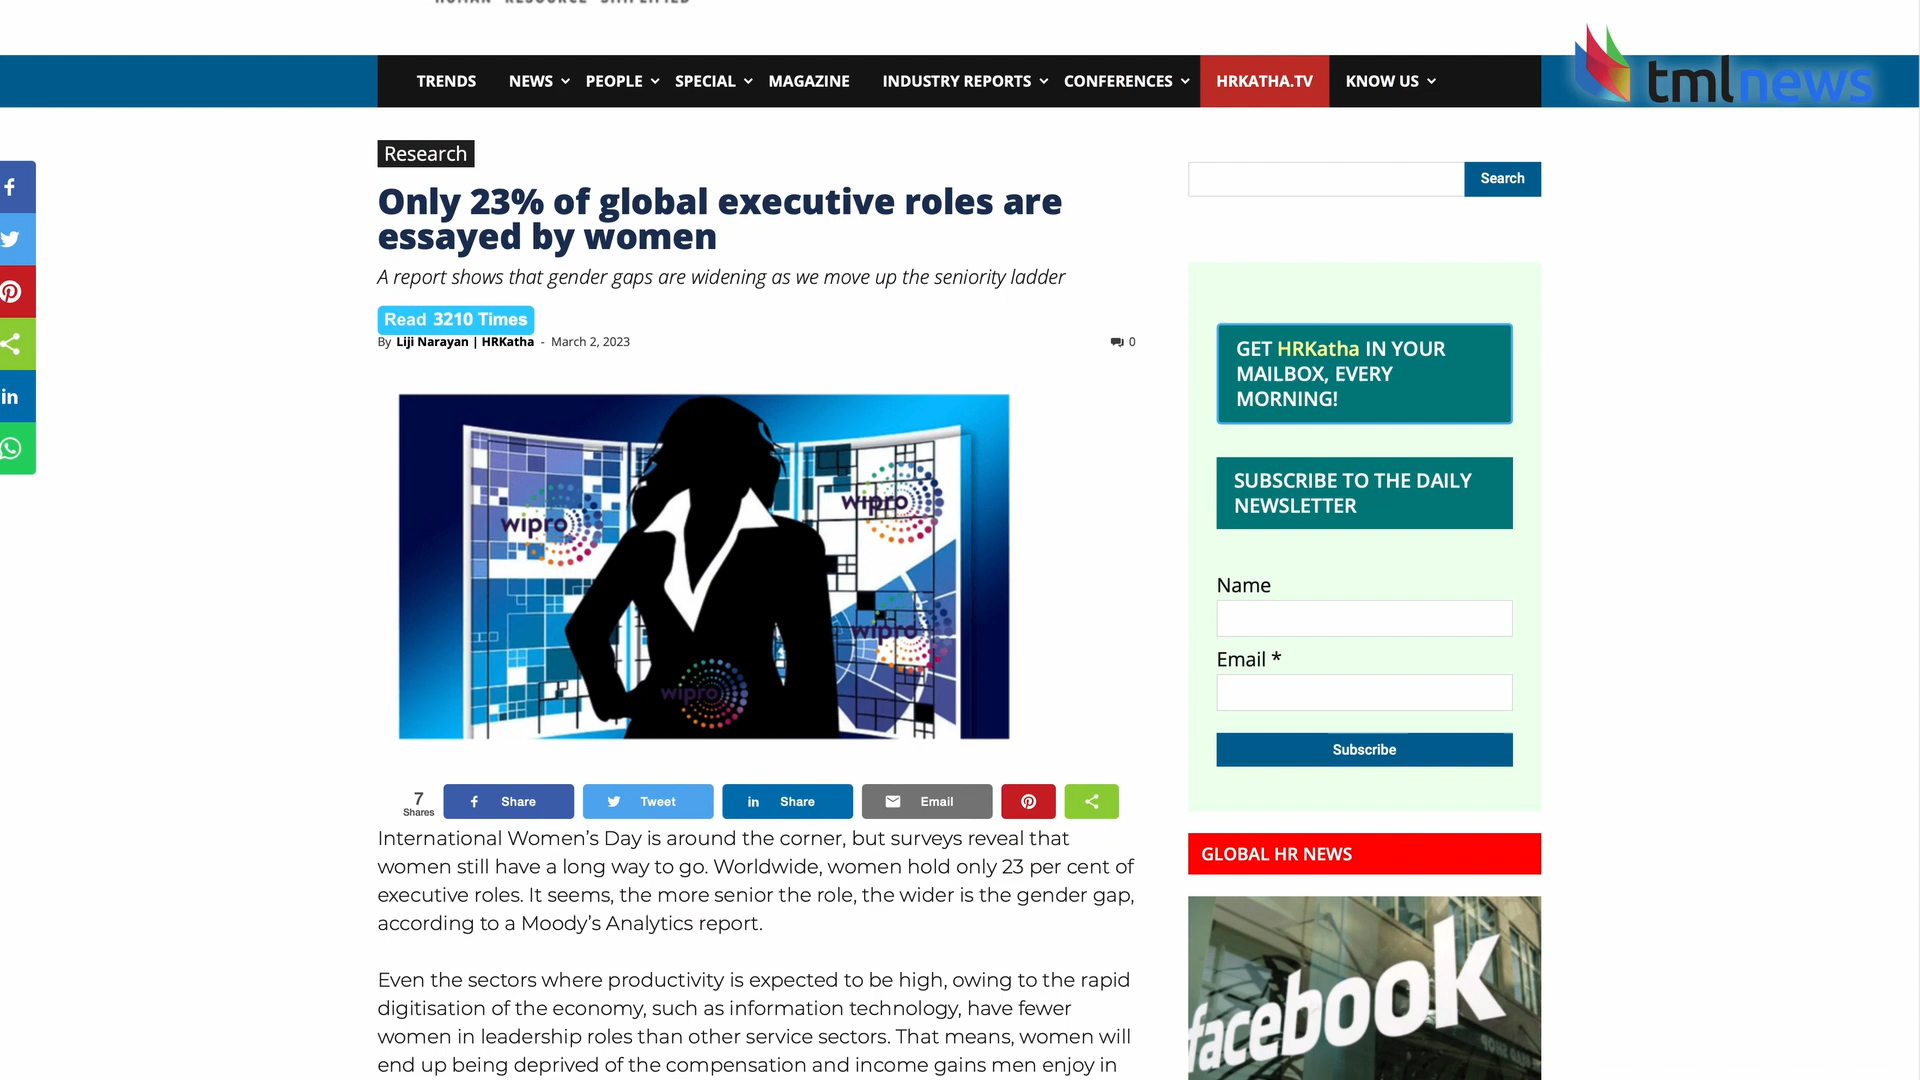 HUMAN RESOURCE SIMPLIFIED
TRENDS NEWS PEOPLE SPECIAL MAGAZINE INDUSTRY REPORTS CONFERENCES HRKATHA.TV KNOW US
tmlnews
Research
Only 23% of global executive roles are
essayed by women
A report shows that gender gaps are widening as we move up the seniority ladder
Read 3210 Times
By Liji Narayan | HRKatha - March 2, 2023
0
wipro
wipro
wipro
wipro
7
Shares
Share
Tweet
in Share
Email
International Women’s Day is around the corner, but surveys reveal that
women still have a long way to go. Worldwide, women hold only 23 per cent of
executive roles. It seems, the more senior the role, the wider is the gender gap,
according to a Moody’s Analytics report.
Even the sectors where productivity is expected to be high, owing to the rapid
digitisation of the economy, such as information technology, have fewer
women in leadership roles than other service sectors. That means, women will
end up being deprived of the compensation and income gains men enjoy in
Search
GET HRKatha IN YOUR
MAILBOX, EVERY
MORNING!
SUBSCRIBE TO THE DAILY
NEWSLETTER
Name
Email *
Subscribe
GLOBAL HR NEWS
facebook
in